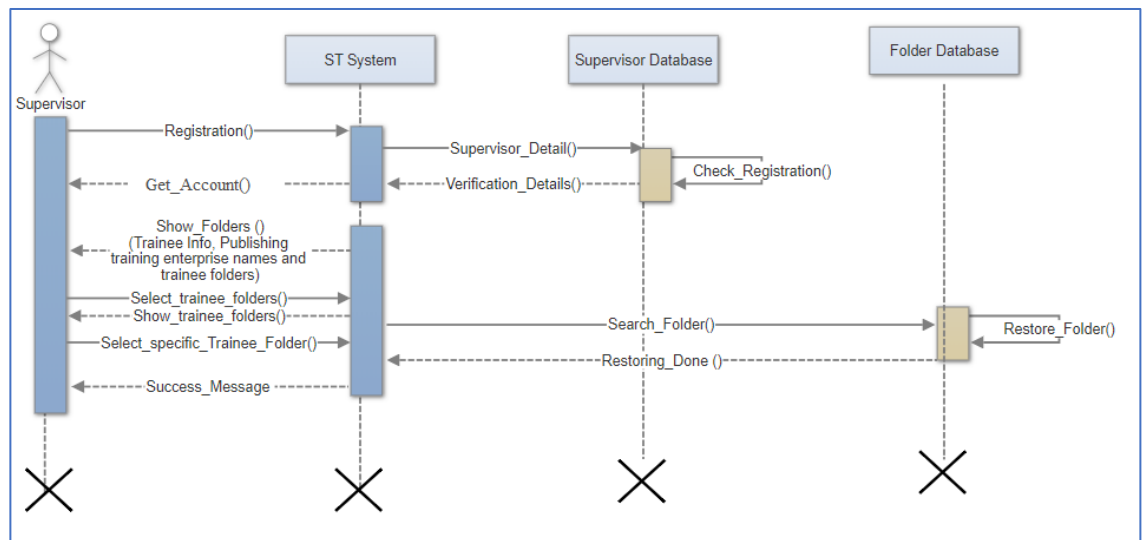 ST System
Supervisor Database
Folder Database
Supervisor
Registration()
Supervisor_Detail()
Check_Registration()
Get_Account()
Verification_Details()
Show_Folders ()
(Trainee Info, Publishing
training enterprise names and
trainee folders)
Select_trainee_folders()
Show_trainee_folders()
Search_Folder()
Restore_Folder()
Select_specific_Trainee_Folder()
Restoring_Done ()
Success_Message